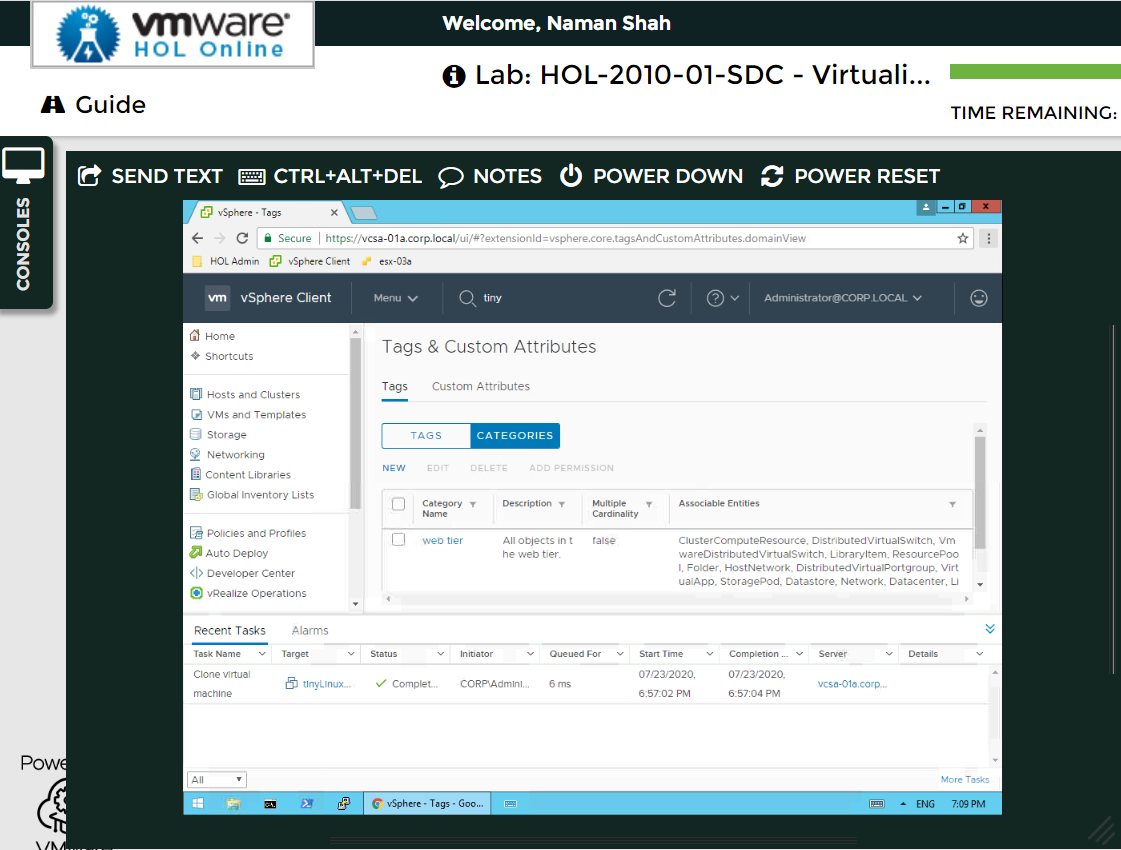 vmware®
HOL Online
Welcome, Naman Shah
Lab: HOL-2010-01-SDC - Virtuali...
TIME REMAINING:
Guide
CONSOLES
SEND TEXT CTRL+ALT+DEL NOTES POWER DOWN POWER RESET
vSphere - Tags
Secure https://vcsa-01a.corp.local/ui/#?extensionId=vsphere.core.tagsAndCustomAttributes.domainView
HOL Admin vSphere Client esx-03a
vm vSphere Client Menu tiny Administrator@CORP.LOCAL
Home
Shortcuts
Hosts and Clusters
VMs and Templates
Storage
Networking
Content Libraries
Global Inventory Lists
Policies and Profiles
Auto Deploy
Developer Center
vRealize Operations
Tags & Custom Attributes
Tags Custom Attributes
TAGS CATEGORIES
NEW EDIT DELETE ADD PERMISSION
Category Name Description Multiple Cardinality Associable Entities
web tier All objects in t false ClusterComputeResource, DistributedVirtualSwitch, Vm
he web tier. wareDistributedVirtualSwitch, LibraryItem, ResourcePoo
l, Folder, HostNetwork, DistributedVirtualPortgroup, Virt
ualApp, StoragePod, Datastore, Network, Datacenter, Li
Recent Tasks Alarms
Task Name Target Status Initiator Queued For Start Time Completion ... Server Details
Clone virtual machine tinyLinux... Complet... CORP\Admini... 6 ms 07/23/2020, 6:57:02 PM 07/23/2020, 6:57:04 PM vcsa-01a.corp...
All More Tasks
vSphere - Tags - Goo... ENG 7:09 PM
Powe
VMware